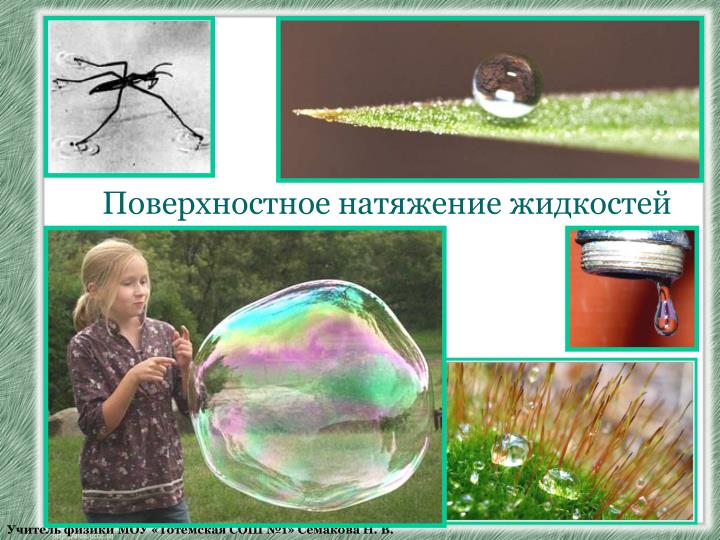 Поверхностное натяжение жидкостей
Учитель физики МОУ «Тотемская СОШ №1» Семакова Н. В.